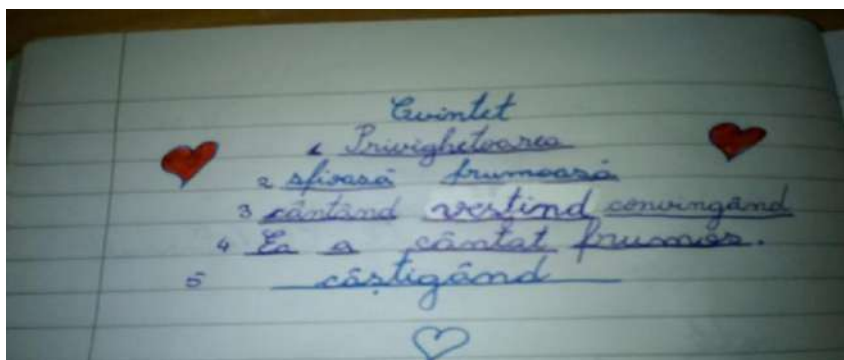 Cvintet
1 Privighetoarea
2 sfioasă frumoasă
3 cântând vestind convingând
4 Ea a cântat frumos.
5 câștigând